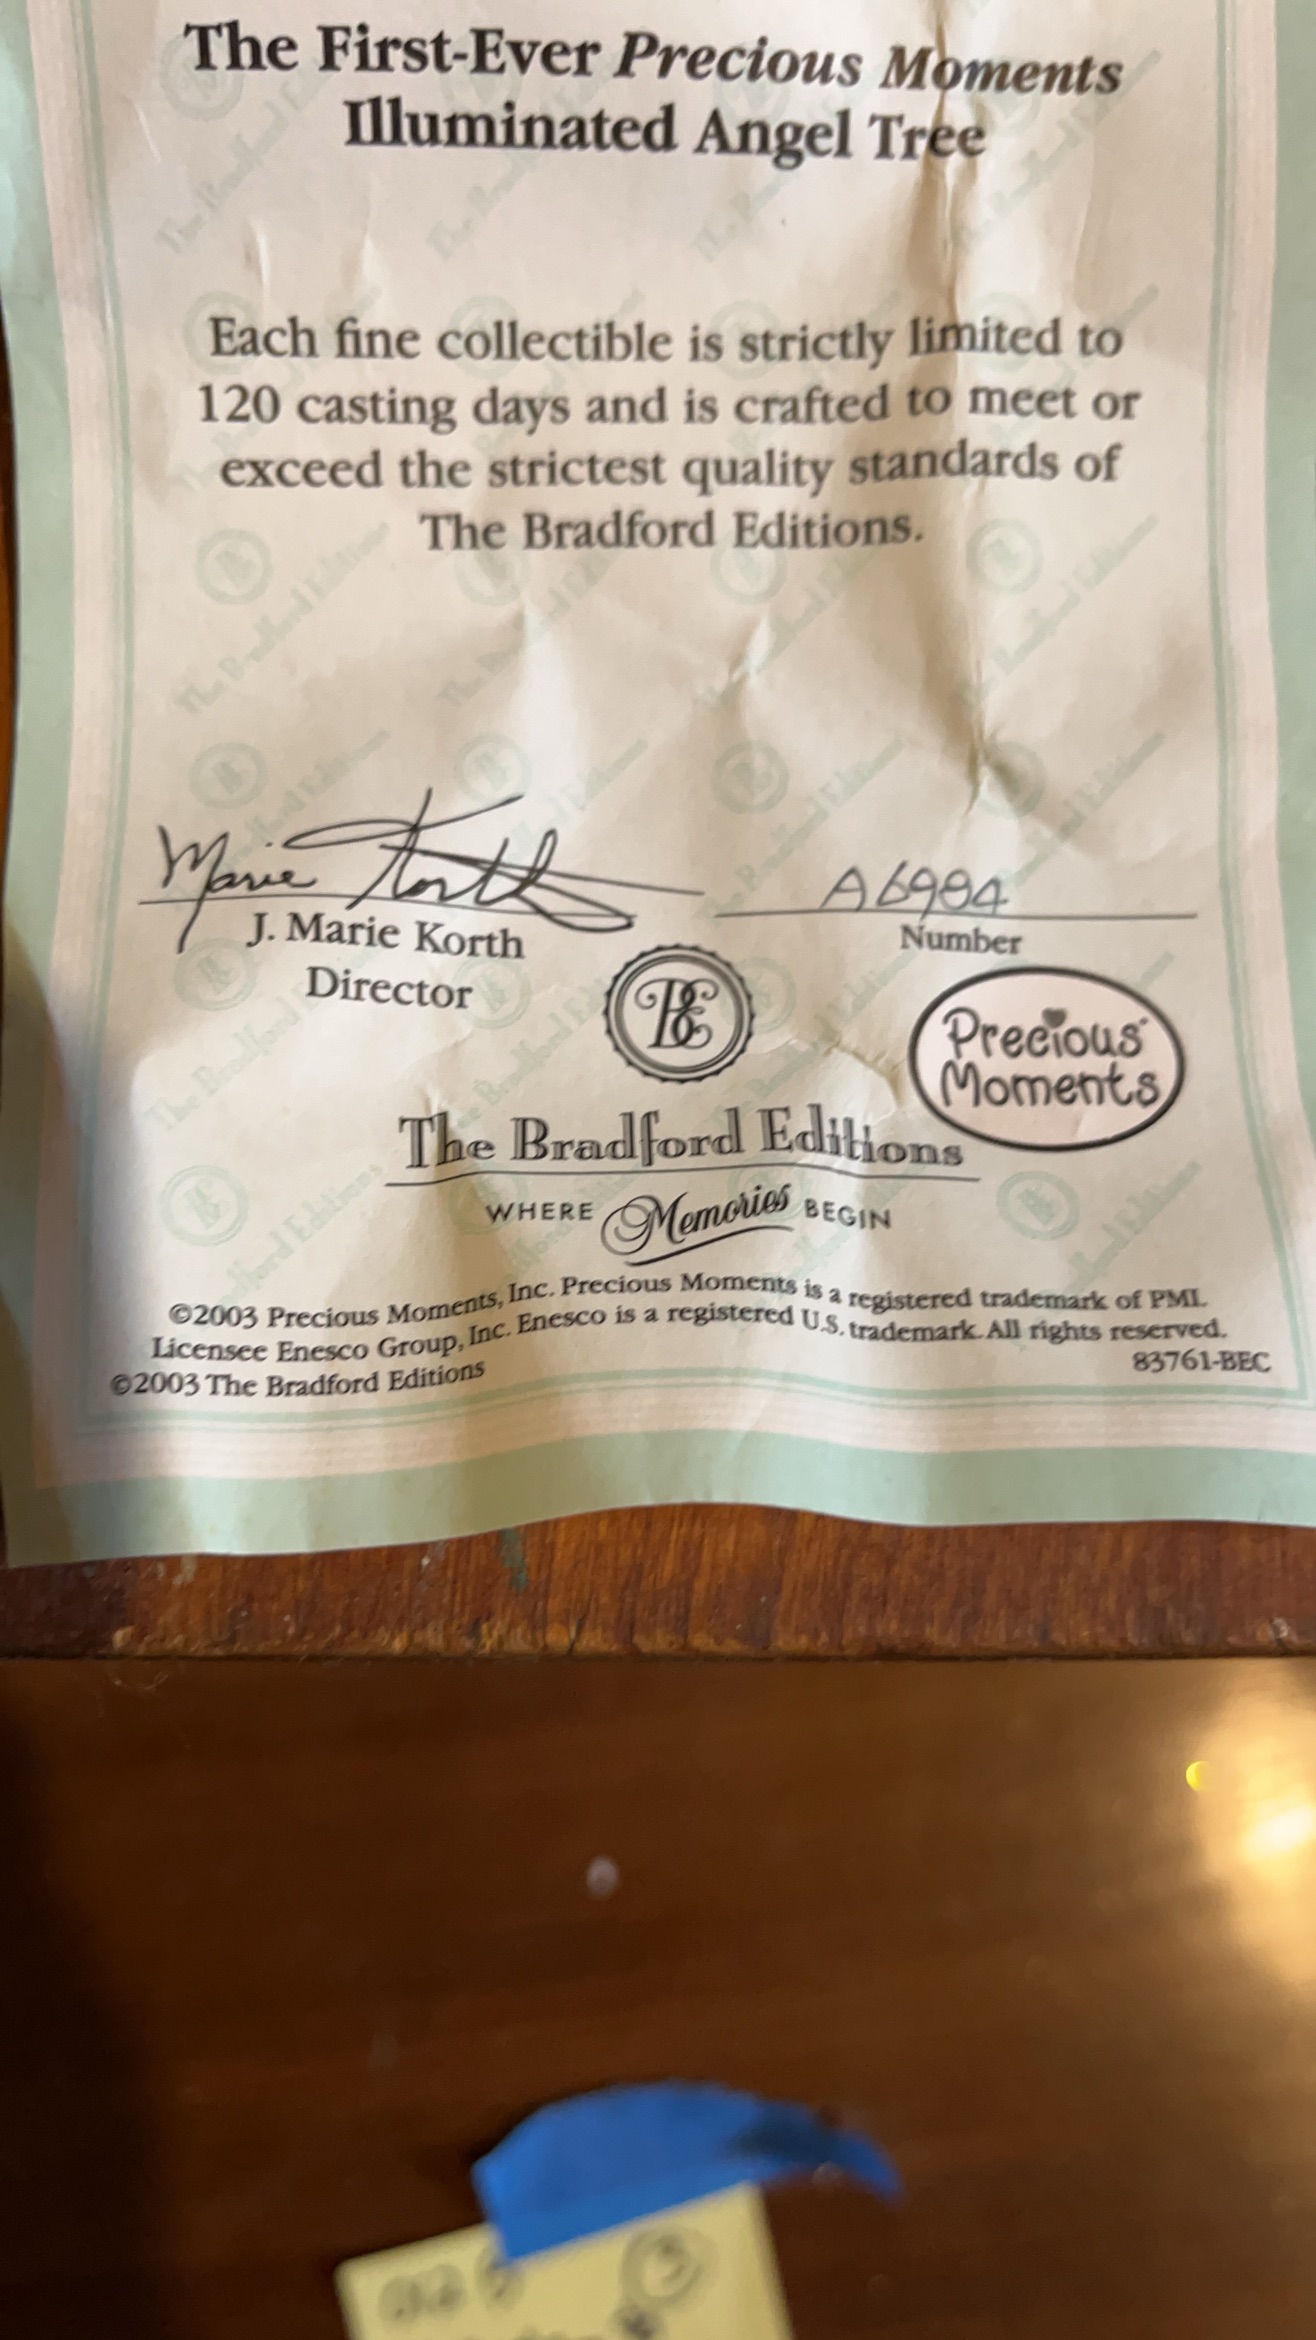 The First-Ever Precious Moments
Illuminated Angel Tree
Each fine collectible is strictly limited to
120 casting days and is crafted to meet or
exceed the strictest quality standards of
The Bradford Editions.
Marie Korth
J. Marie Korth
Director
A6984
Number
BE
Precious
Moments
The Bradford Editions
WHERE Memories BEGIN
©2003 Precious Moments, Inc. Precious Moments is a registered trademark of PMI.
Licensee Enesco Group, Inc. Enesco is a registered U.S. trademark. All rights reserved.
83761-BEC
©2003 The Bradford Editions